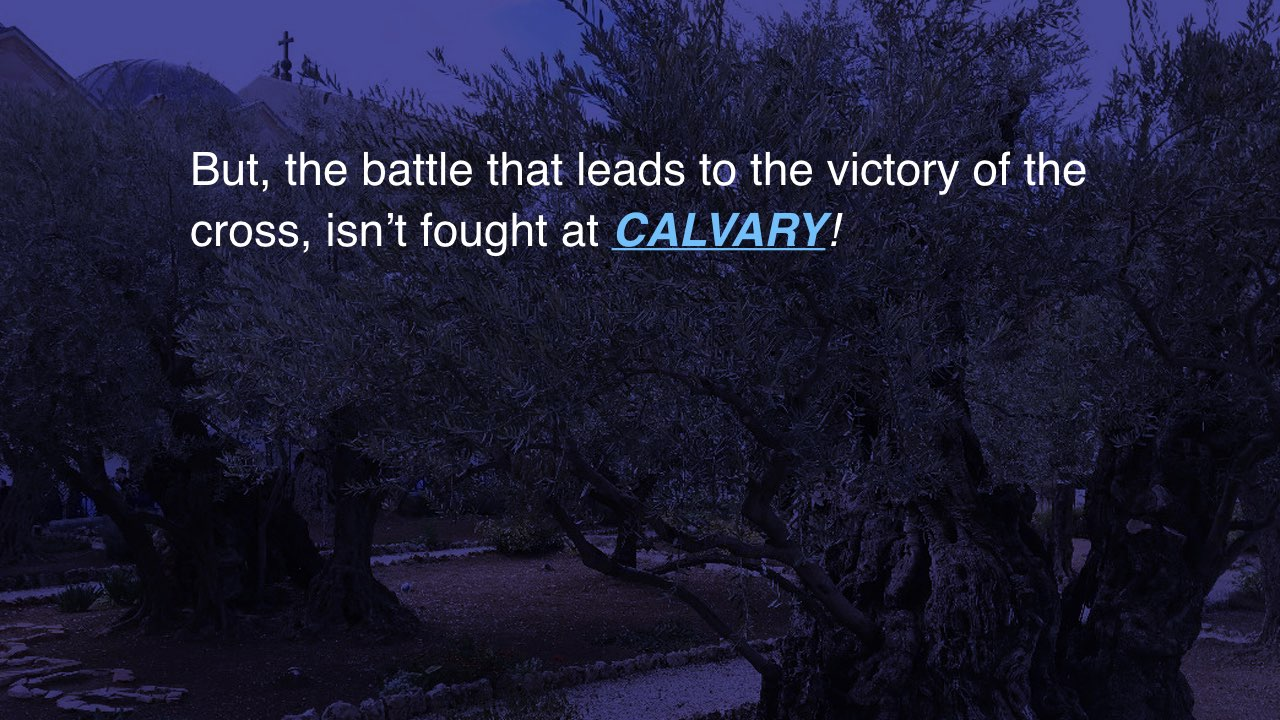 But, the battle that leads to the victory of the
cross, isn’t fought at CALVARY!